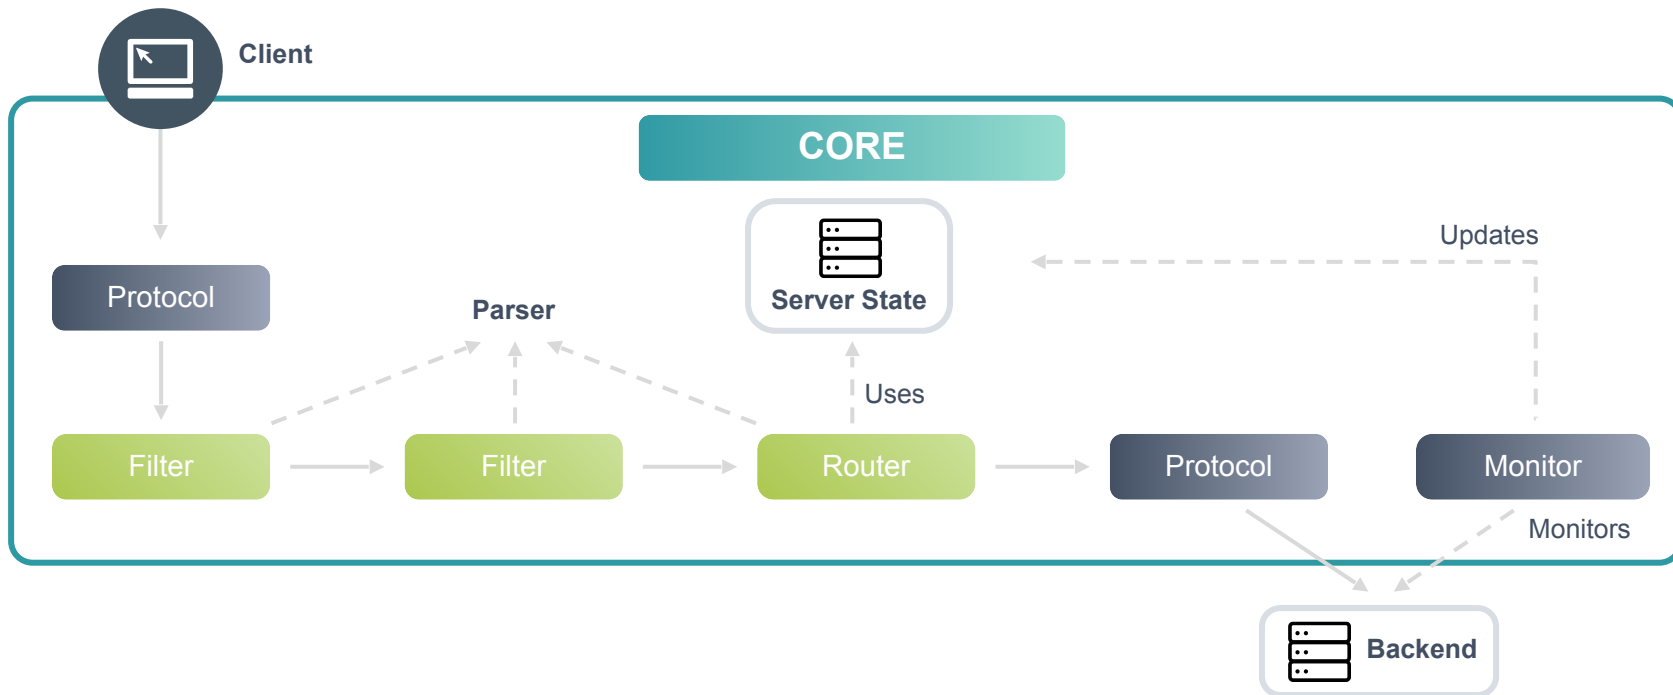 Client
CORE
Updates
Protocol
Parser
Server State
Uses
Filter
Filter
Router
Protocol
Monitor
Monitors
Backend